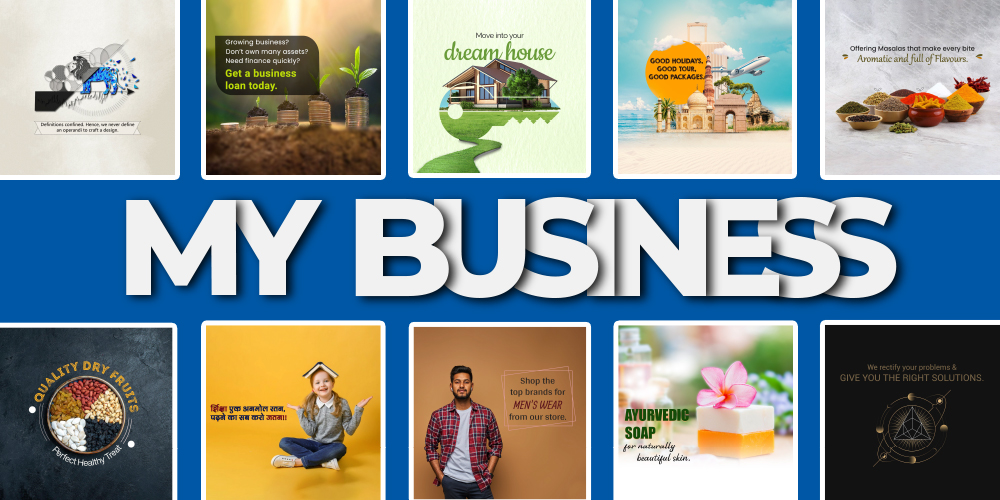 Definitions confined. Hence, we never define
an operandi to craft a design.
Growing business?
Don't own many assets?
Need finance quickly?
Get a business
loan today.
Move into your
dream house
GOOD HOLIDAYS,
GOOD TOUR,
GOOD PACKAGES.
Offering Masalas that make every bite
Aromatic and full of Flavours.
MY BUSINESS
QUALITY DRY FRUITS
Perfect Healthy Treat
शिक्षा एक अनमोल रतन,
पढ़ने का सब करो जतन।।
Shop the
top brands for
MEN'S WEAR
from our store.
AYURVEDIC
SOAP
for naturally
beautiful skin.
We rectify your problems &
GIVE YOU THE RIGHT SOLUTIONS.